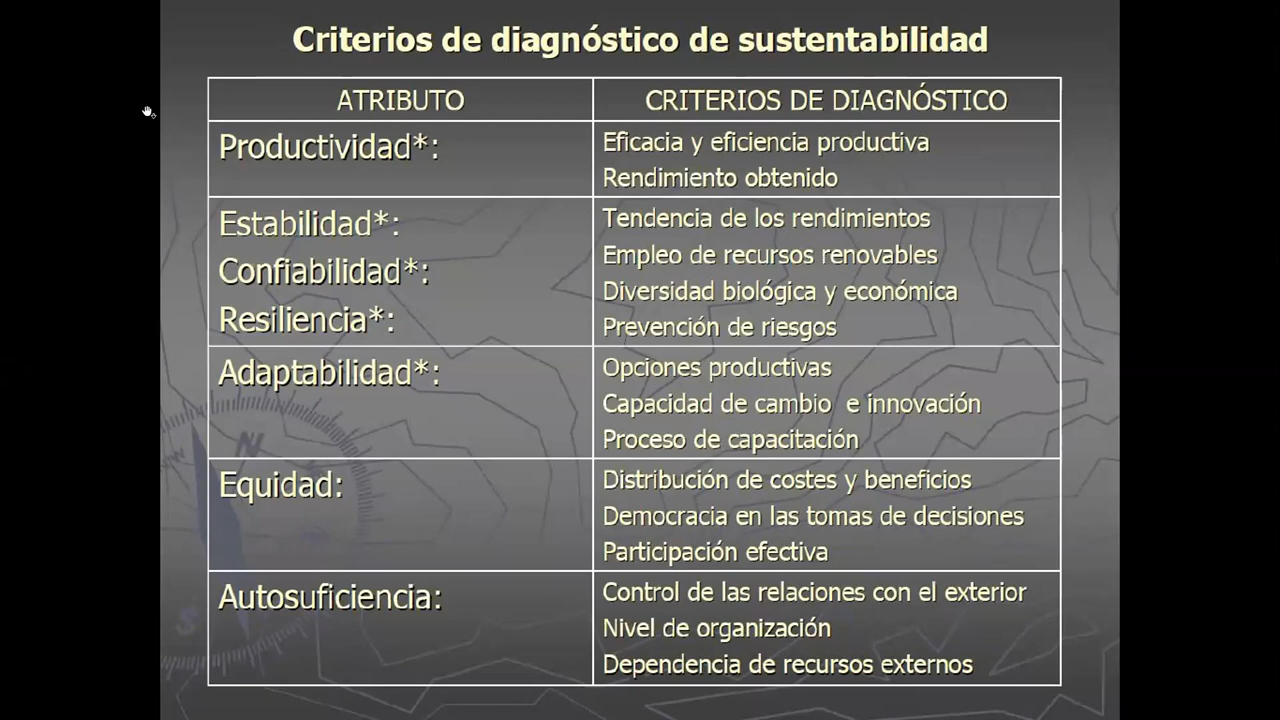 Criterios de diagnóstico de sustentabilidad
ATRIBUTO
CRITERIOS DE DIAGNÓSTICO
Productividad*:
Eficacia y eficiencia productiva
Rendimiento obtenido
Estabilidad*:
Confiabilidad*:
Resiliencia*:
Tendencia de los rendimientos
Empleo de recursos renovables
Diversidad biológica y económica
Prevención de riesgos
Adaptabilidad*:
Opciones productivas
Capacidad de cambio e innovación
Proceso de capacitación
Equidad:
Distribución de costes y beneficios
Democracia en las tomas de decisiones
Participación efectiva
Autosuficiencia:
Control de las relaciones con el exterior
Nivel de organización
Dependencia de recursos externos
N
S